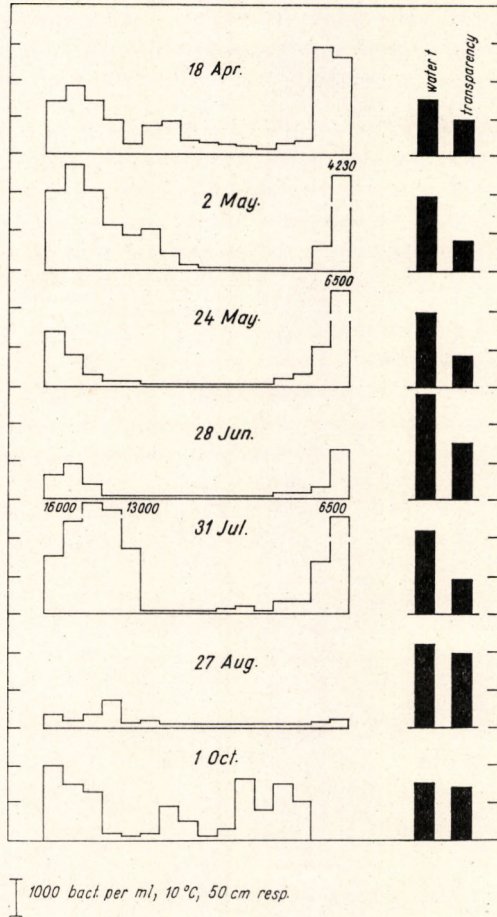 18 Apr.
water t
transparency
4230
2 May.
6500
24 May.
28 Jun.
16000 13000 6500
31 Jul.
27 Aug.
1 Oct.
1000 bact. per ml, 10 °C, 50 cm resp.